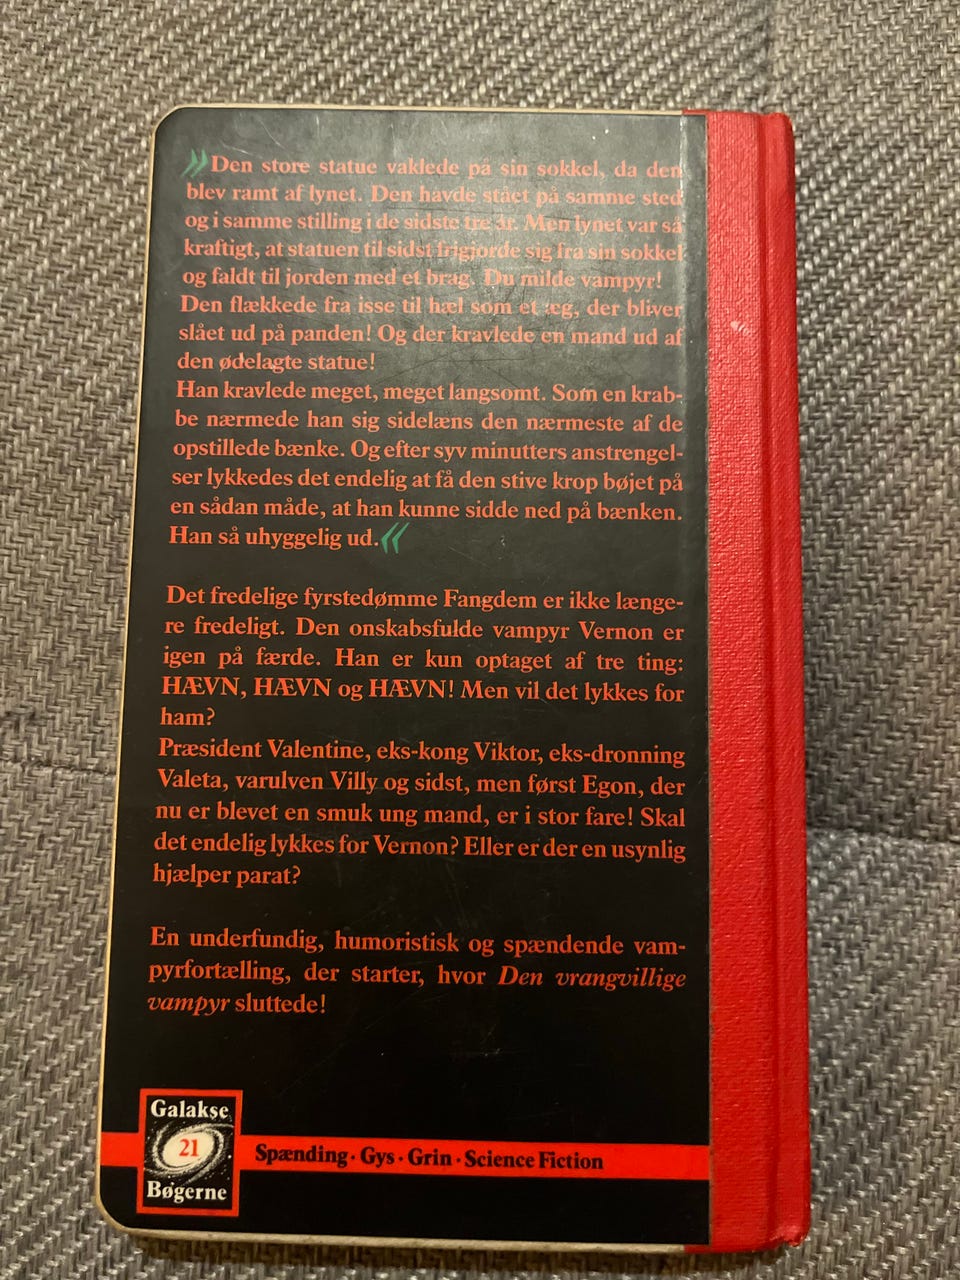 »Den store statue vaklede på sin sokkel, da den
blev ramt af lynet. Den havde stået på samme sted
og i samme stilling i de sidste tre år. Men lynet var så
kraftigt, at statuen til sidst frigjorde sig fra sin sokkel
og faldt til jorden med et brag. Du milde vampyr!
Den flækkede fra isse til hæl som et æg, der bliver
slået ud på panden! Og der kravlede en mand ud af
den ødelagte statue!
Han kravlede meget, meget langsomt. Som en krab-
be nærmede han sig sidelæns den nærmeste af de
opstillede bænke. Og efter syv minutters anstrengel-
ser lykkedes det endelig at få den stive krop bøjet på
en sådan måde, at han kunne sidde ned på bænken.
Han så uhyggelig ud.«
Det fredelige fyrstedømme Fangdem er ikke længe-
re fredeligt. Den onskabsfulde vampyr Vernon er
igen på færde. Han er kun optaget af tre ting:
HÆVN, HÆVN og HÆVN! Men vil det lykkes for
ham?
Præsident Valentine, eks-kong Viktor, eks-dronning
Valeta, varulven Villy og sidst, men først Egon, der
nu er blevet en smuk ung mand, er i stor fare! Skal
det endelig lykkes for Vernon? Eller er der en usynlig
hjælper parat?
En underfundig, humoristisk og spændende vam-
pyrfortælling, der starter, hvor Den vrangvillige
vampyr sluttede!
Galakse
21
Bøgerne
Spænding · Gys · Grin · Science Fiction